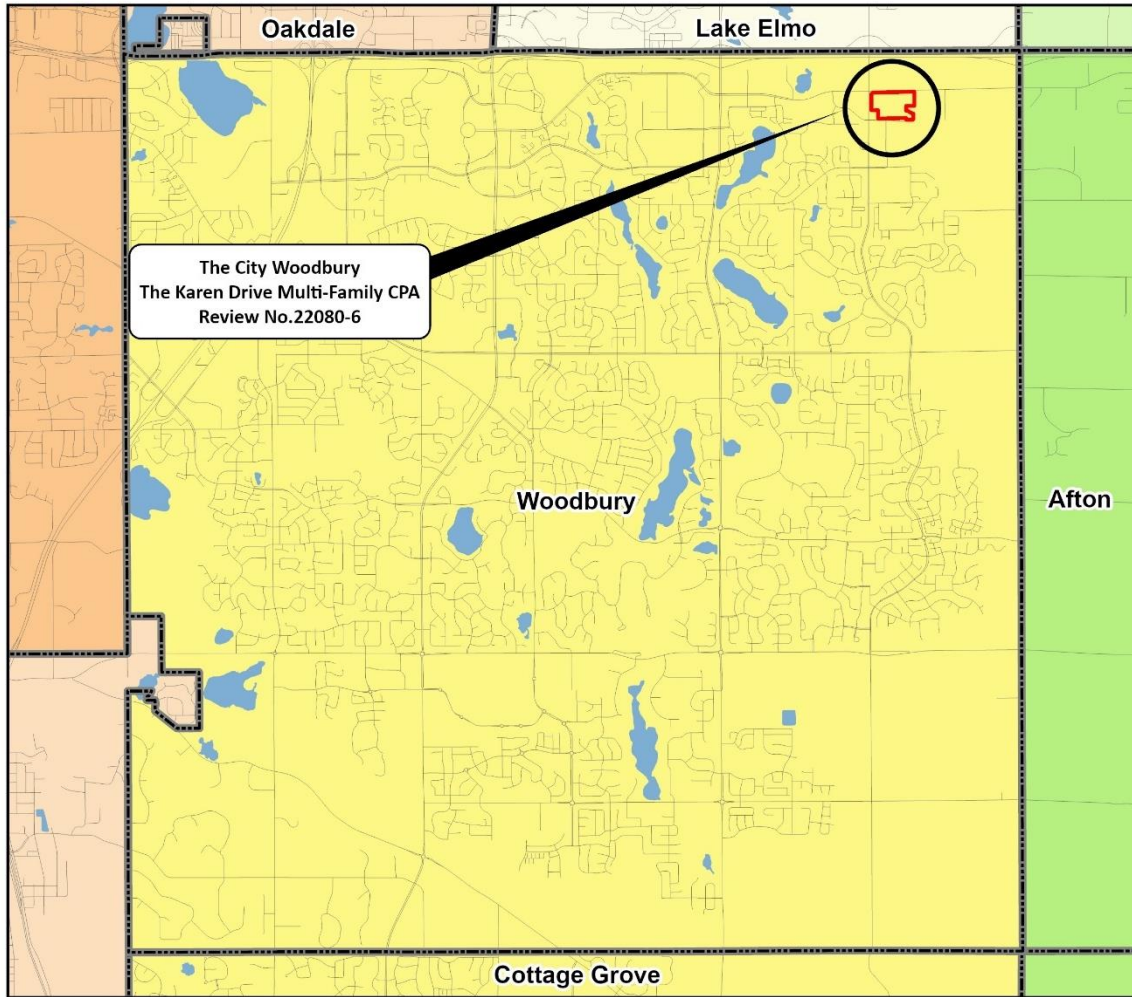 Oakdale
Lake Elmo
The City Woodbury
The Karen Drive Multi-Family CPA
Review No.22080-6
Woodbury
Afton
Cottage Grove